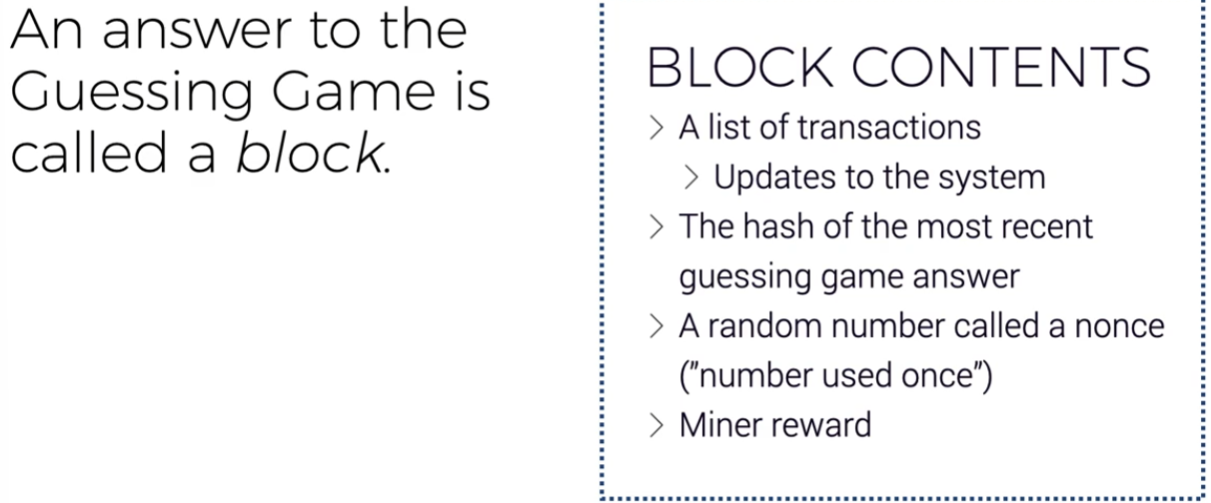 An answer to the
Guessing Game is
called a block.
BLOCK CONTENTS
> A list of transactions
> Updates to the system
> The hash of the most recent
guessing game answer
> A random number called a nonce
("number used once")
> Miner reward